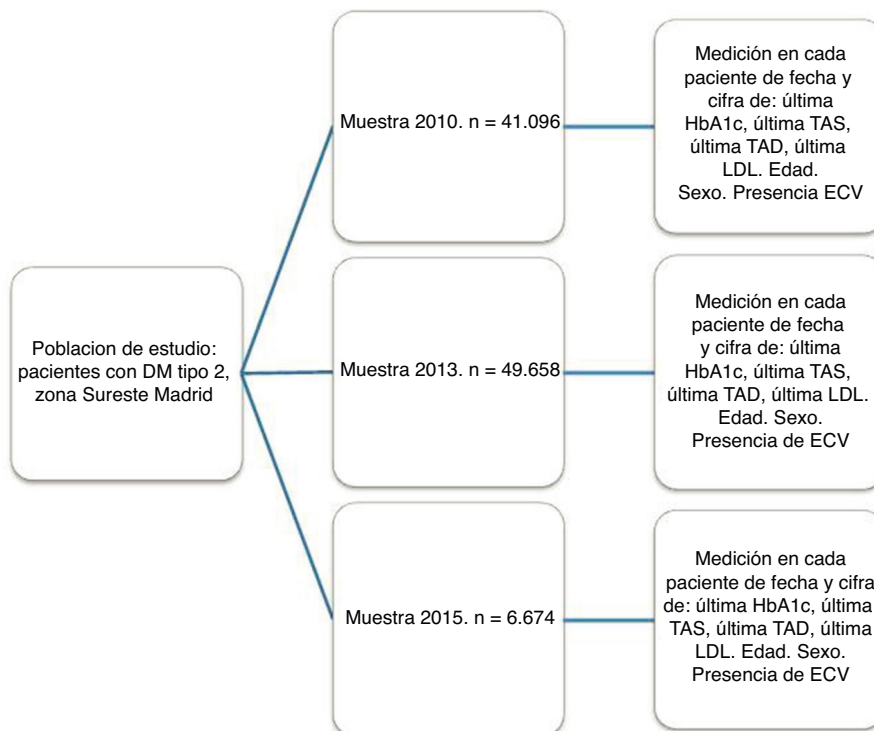 Poblacion de estudio:
pacientes con DM tipo 2,
zona Sureste Madrid
Muestra 2010. n = 41.096
Medición en cada
paciente de fecha y
cifra de: última
HbA1c, última TAS,
última TAD, última
LDL. Edad.
Sexo. Presencia ECV
Muestra 2013. n = 49.658
Medición en cada
paciente de fecha
y cifra de: última
HbA1c, última TAS,
última TAD, última LDL.
Edad. Sexo.
Presencia de ECV
Muestra 2015. n = 6.674
Medición en cada
paciente de fecha y cifra
de: última HbA1c, última
TAS, última TAD, última
LDL. Edad. Sexo.
Presencia de ECV